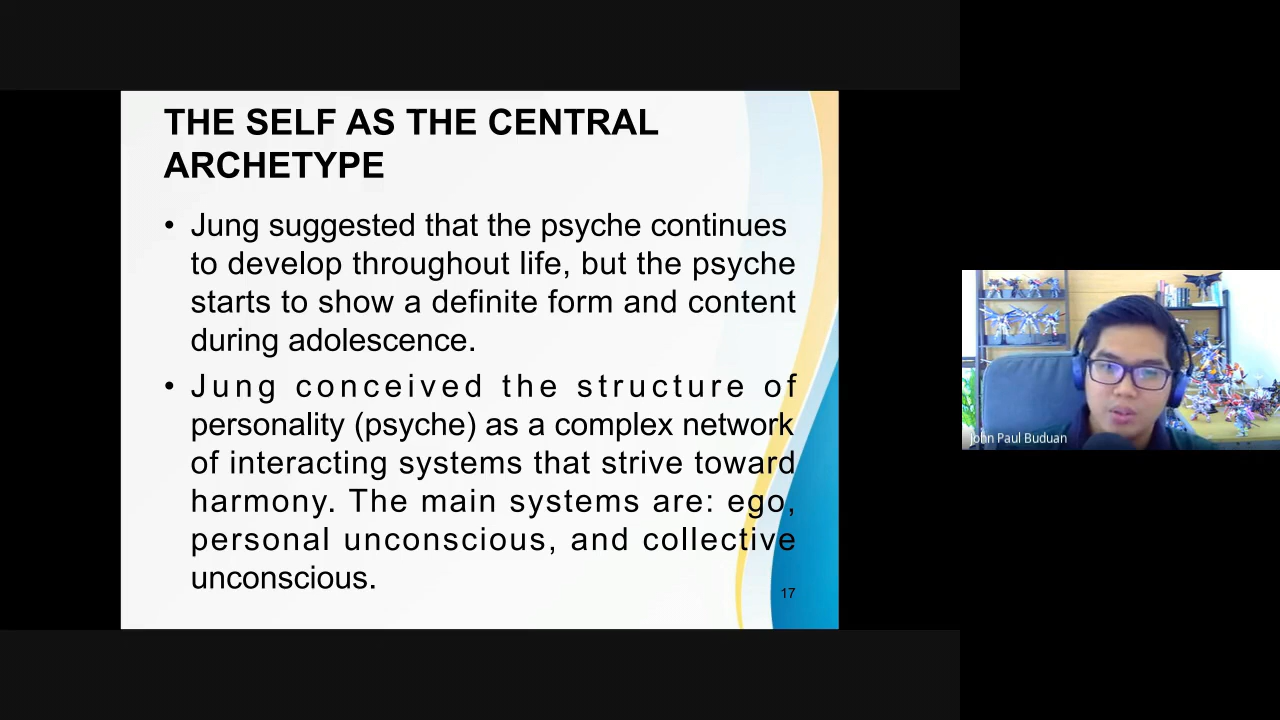 THE SELF AS THE CENTRAL
ARCHETYPE
• Jung suggested that the psyche continues
to develop throughout life, but the psyche
starts to show a definite form and content
during adolescence.
• Jung conceived the structure of
personality (psyche) as a complex network
of interacting systems that strive toward
harmony. The main systems are: ego,
personal unconscious, and collective
unconscious.
17
John Paul Buduan